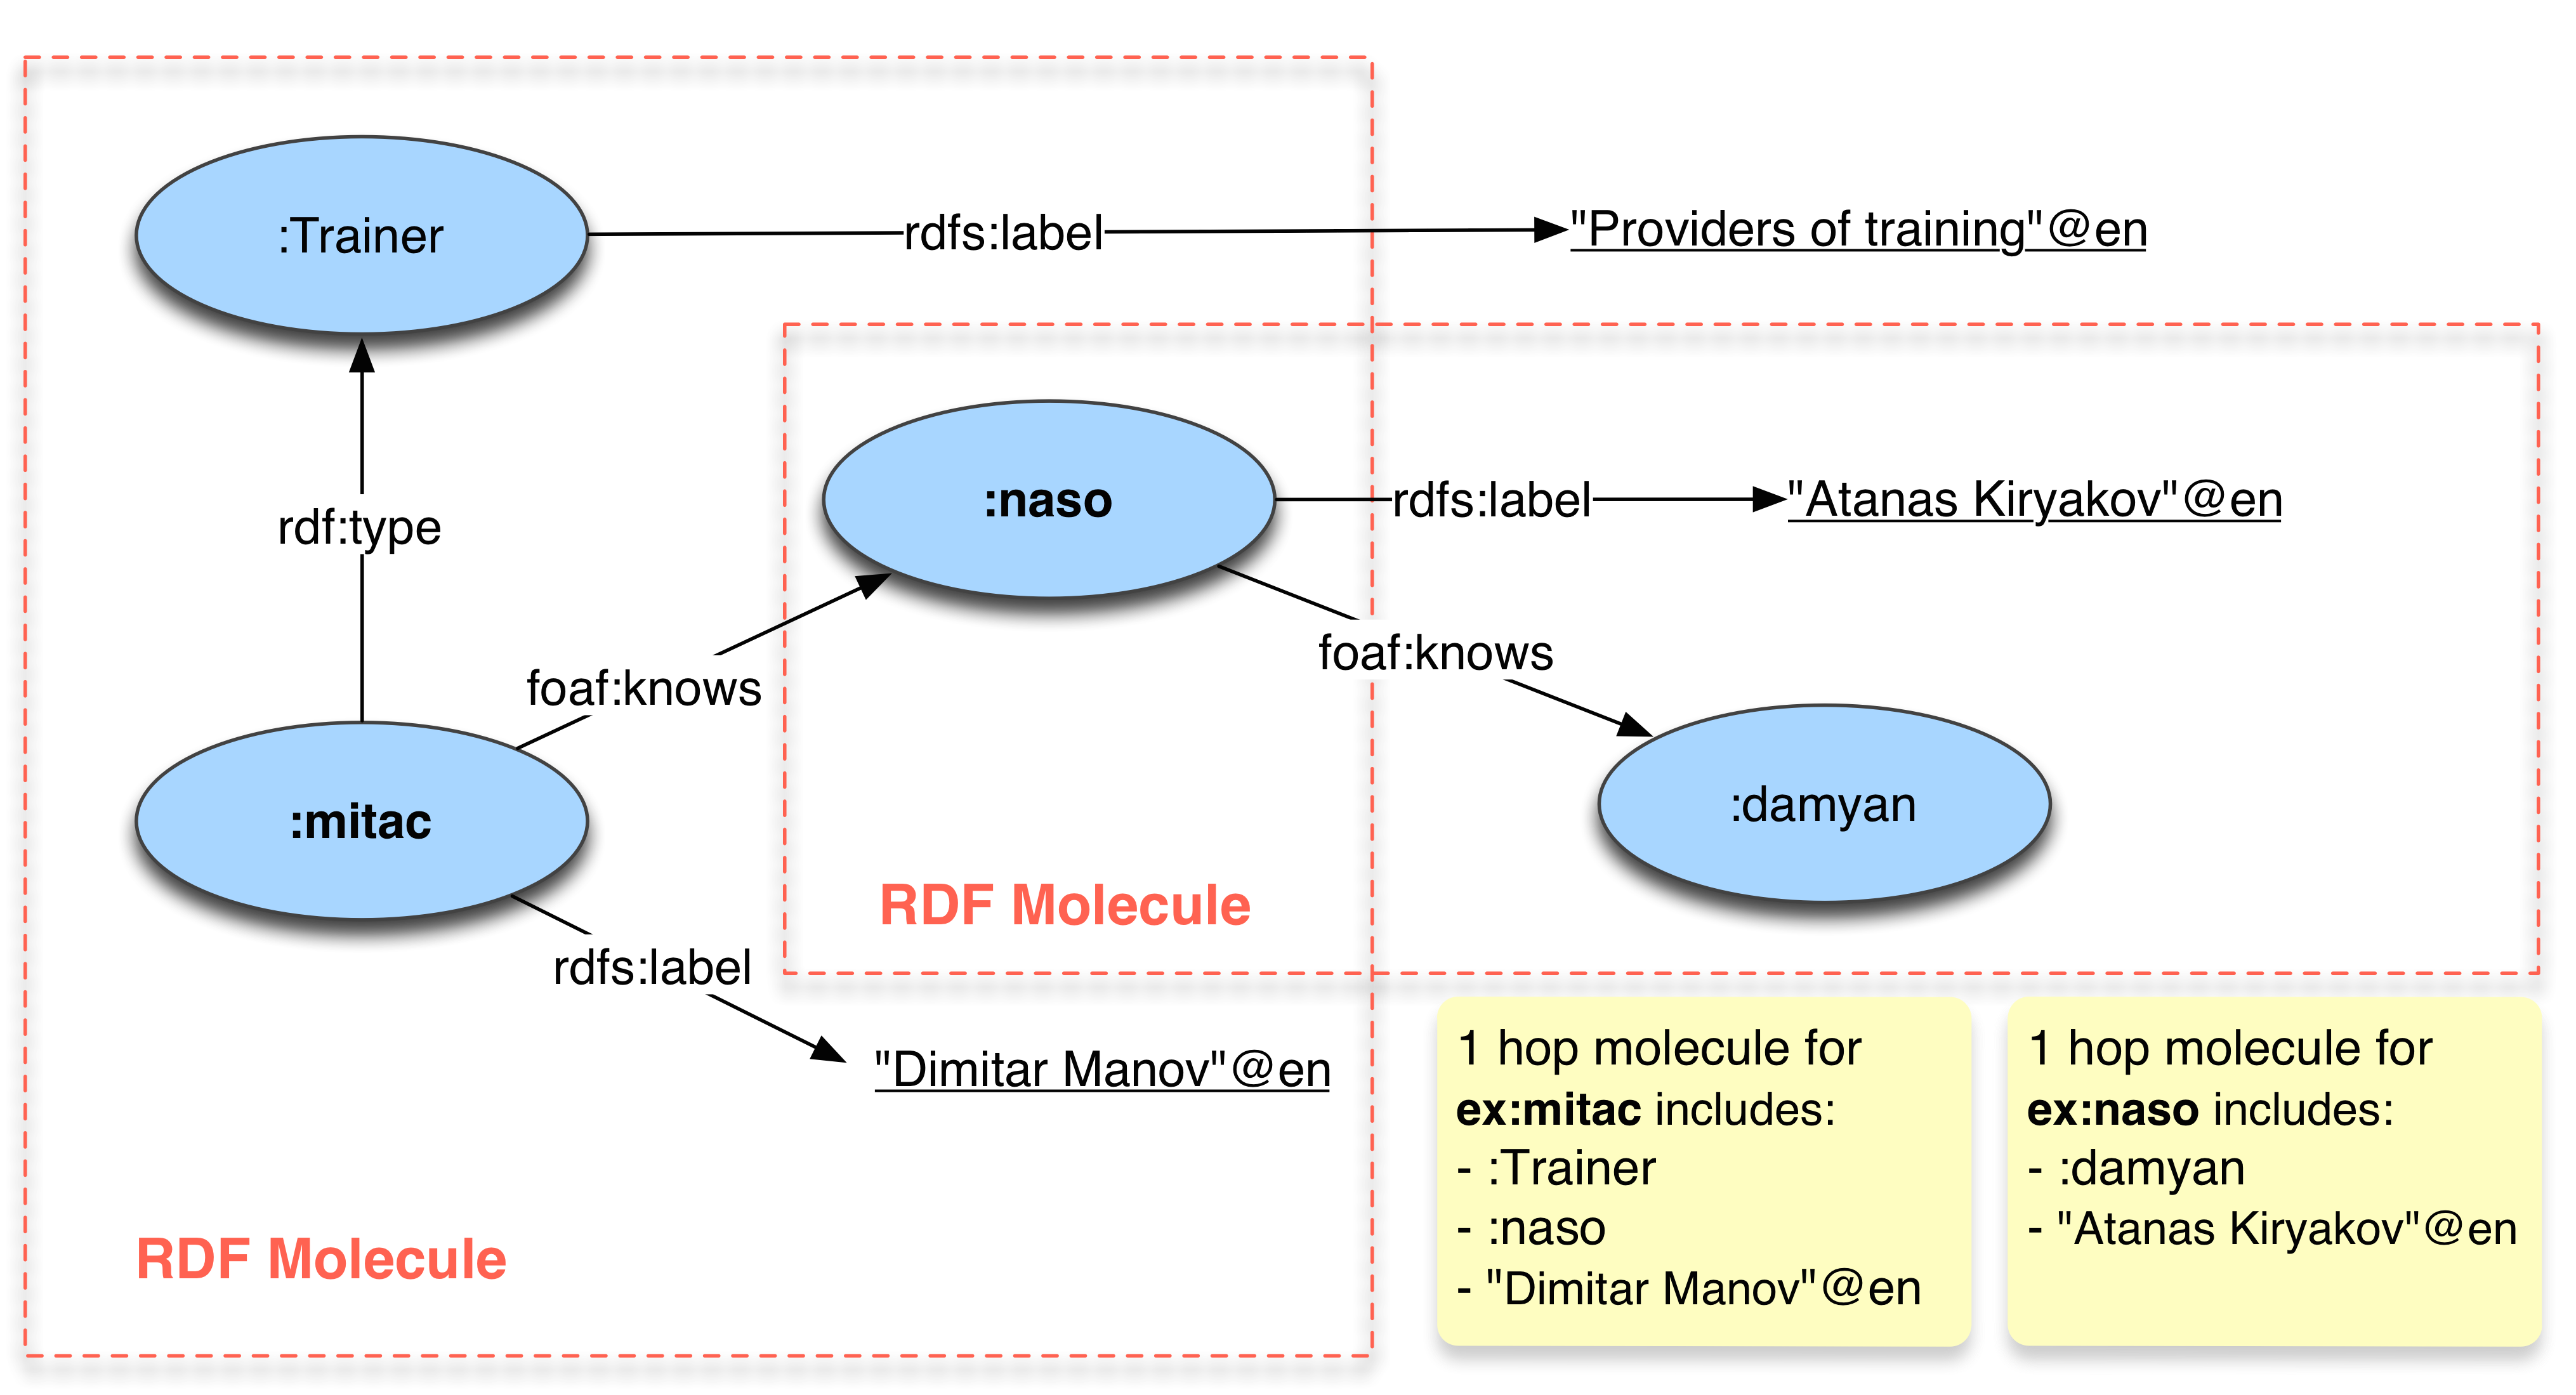 :Trainer
rdfs:label
"Providers of training"@en
:naso
rdfs:label
"Atanas Kiryakov"@en
rdf:type
foaf:knows
foaf:knows
:mitac
:damyan
RDF Molecule
rdfs:label
"Dimitar Manov"@en
RDF Molecule
1 hop molecule for
ex:mitac includes:
- :Trainer
- :naso
- "Dimitar Manov"@en
1 hop molecule for
ex:naso includes:
- :damyan
- "Atanas Kiryakov"@en